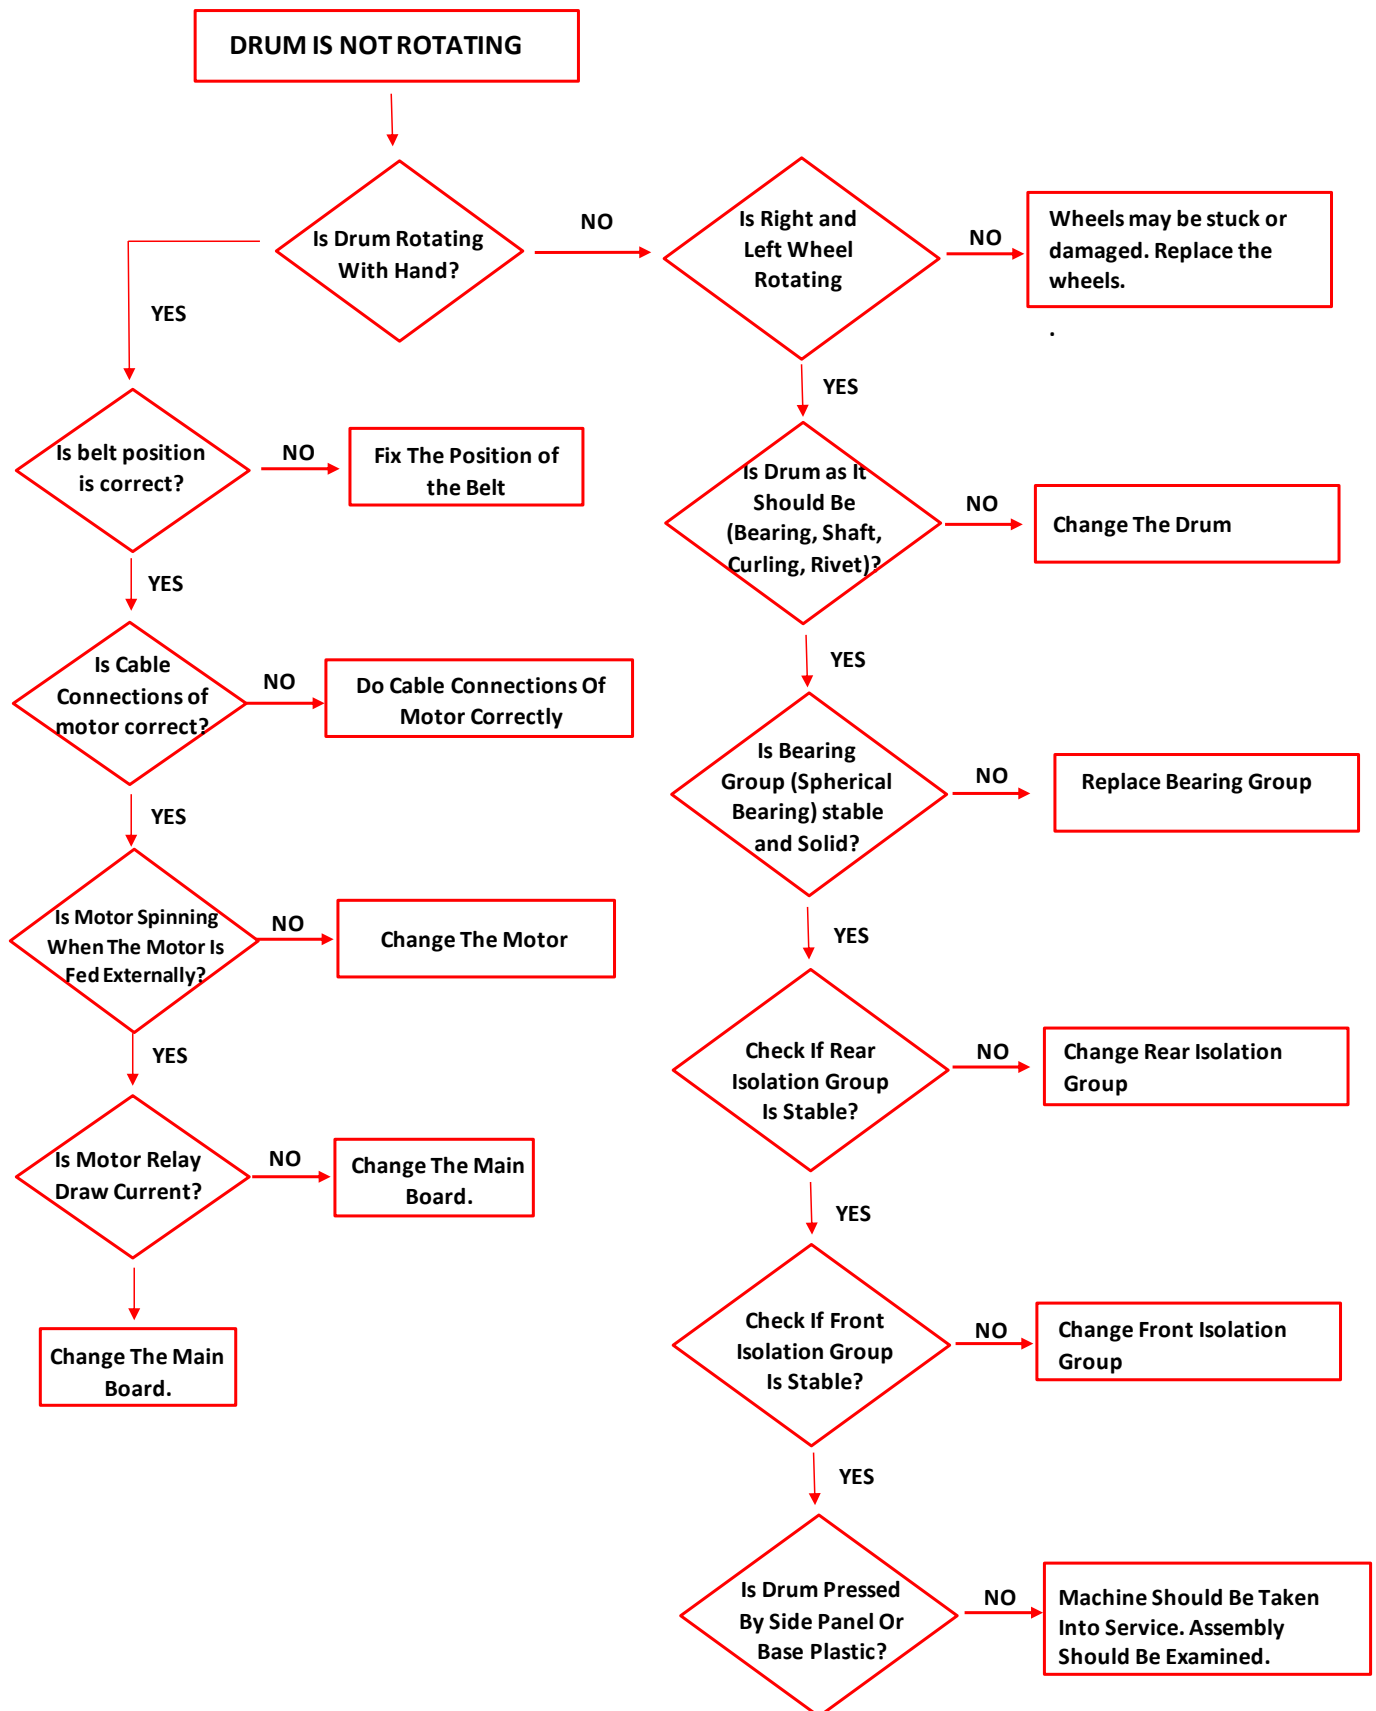 DRUM IS NOT ROTATING
Is Drum Rotating
With Hand?
NO
YES
Is Right and
Left Wheel
Rotating
NO
Wheels may be stuck or
damaged. Replace the
wheels.
.
YES
Is belt position
is correct?
NO
Fix The Position of
the Belt
YES
Is Drum as It
Should Be
(Bearing, Shaft,
Curling, Rivet)?
NO
Change The Drum
YES
Is Cable
Connections of
motor correct?
NO
Do Cable Connections Of
Motor Correctly
YES
Is Bearing
Group (Spherical
Bearing) stable
and Solid?
NO
Replace Bearing Group
YES
Is Motor Spinning
When The Motor Is
Fed Externally?
NO
Change The Motor
YES
Check If Rear
Isolation Group
Is Stable?
NO
Change Rear Isolation
Group
YES
Is Motor Relay
Draw Current?
NO
Change The Main
Board.
Change The Main
Board.
Check If Front
Isolation Group
Is Stable?
NO
Change Front Isolation
Group
YES
Is Drum Pressed
By Side Panel Or
Base Plastic?
NO
Machine Should Be Taken
Into Service. Assembly
Should Be Examined.